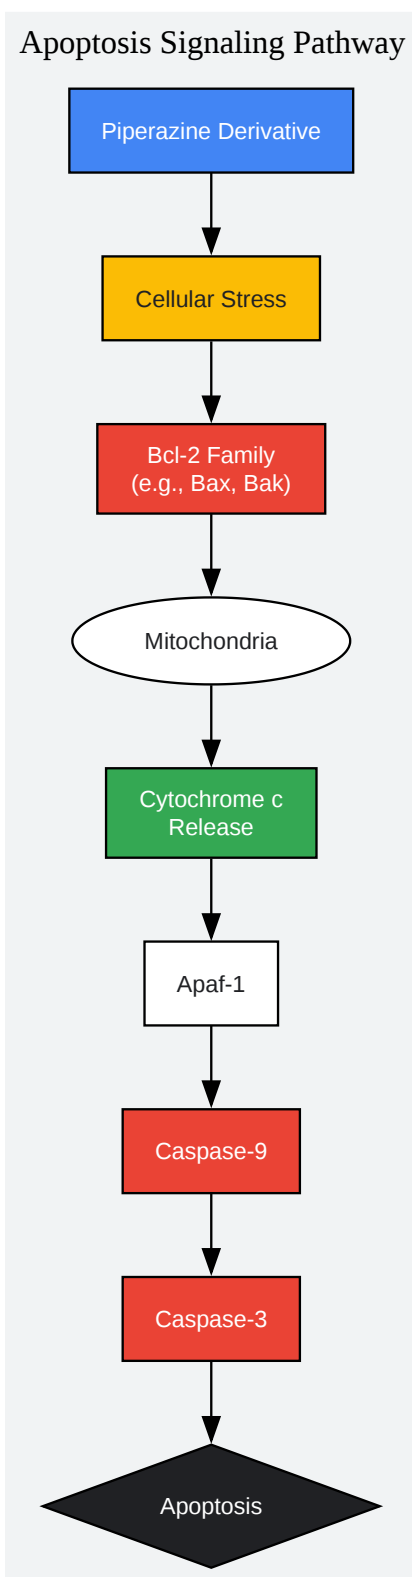 Apoptosis Signaling Pathway
Piperazine Derivative
Cellular Stress
Bcl-2 Family
(e.g., Bax, Bak)
Mitochondria
Cytochrome c
Release
Apaf-1
Caspase-9
Caspase-3
Apoptosis